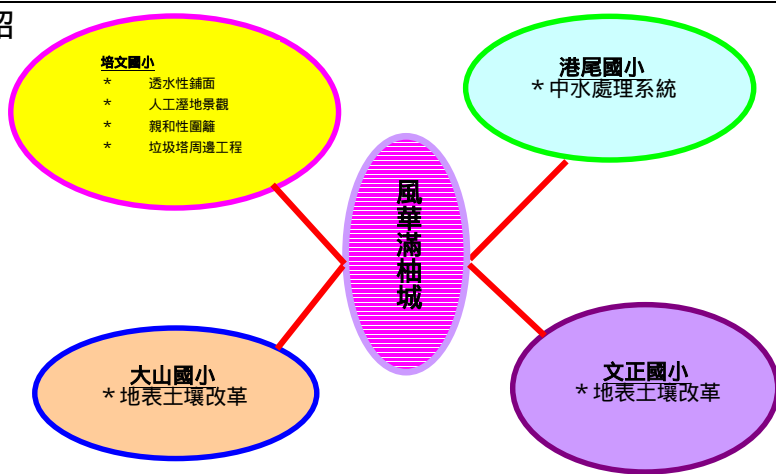 紹
培文國小
* 透水性鋪面
* 人工溼地景觀
* 親和性圍籬
* 垃圾塔周邊工程
港尾國小
*中水處理系統
風華滿柚城
大山國小
*地表土壤改革
文正國小
*地表土壤改革